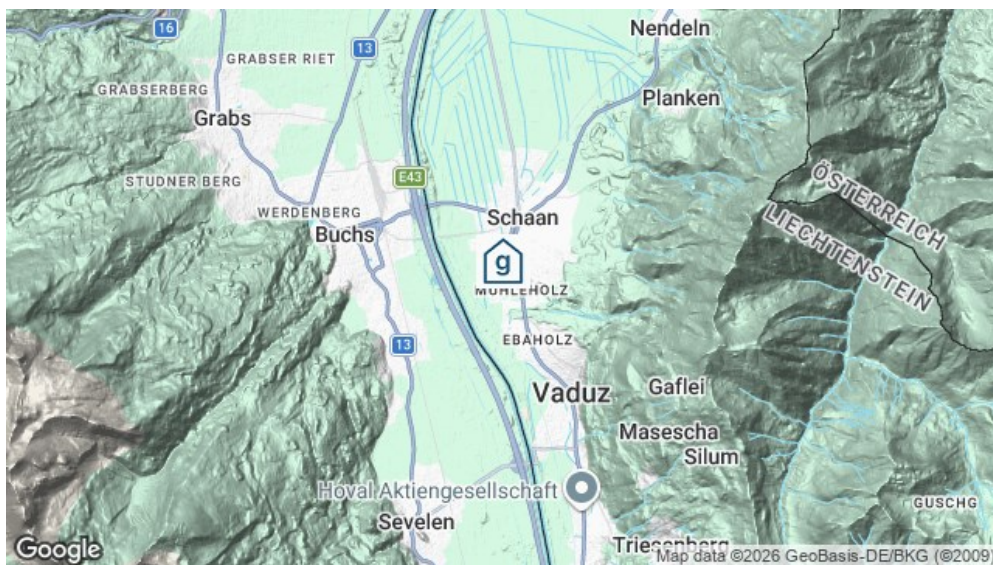 Nendeln
16
13
GRABSER RIET
GRABSERBERG
Planken
Grabs
STUDNER BERG
E43
WERDENBERG
Schaan
Buchs
ÖSTERREICH
LIECHTENSTEIN
g
MÜHLEHOLZ
EBAHOLZ
13
Vaduz
Gaflei
Masescha
Silum
Hoval Aktiengesellschaft
GUSCHG
Sevelen
Triesenberg
Google
Map data ©2026 GeoBasis-DE/BKG (©2009)